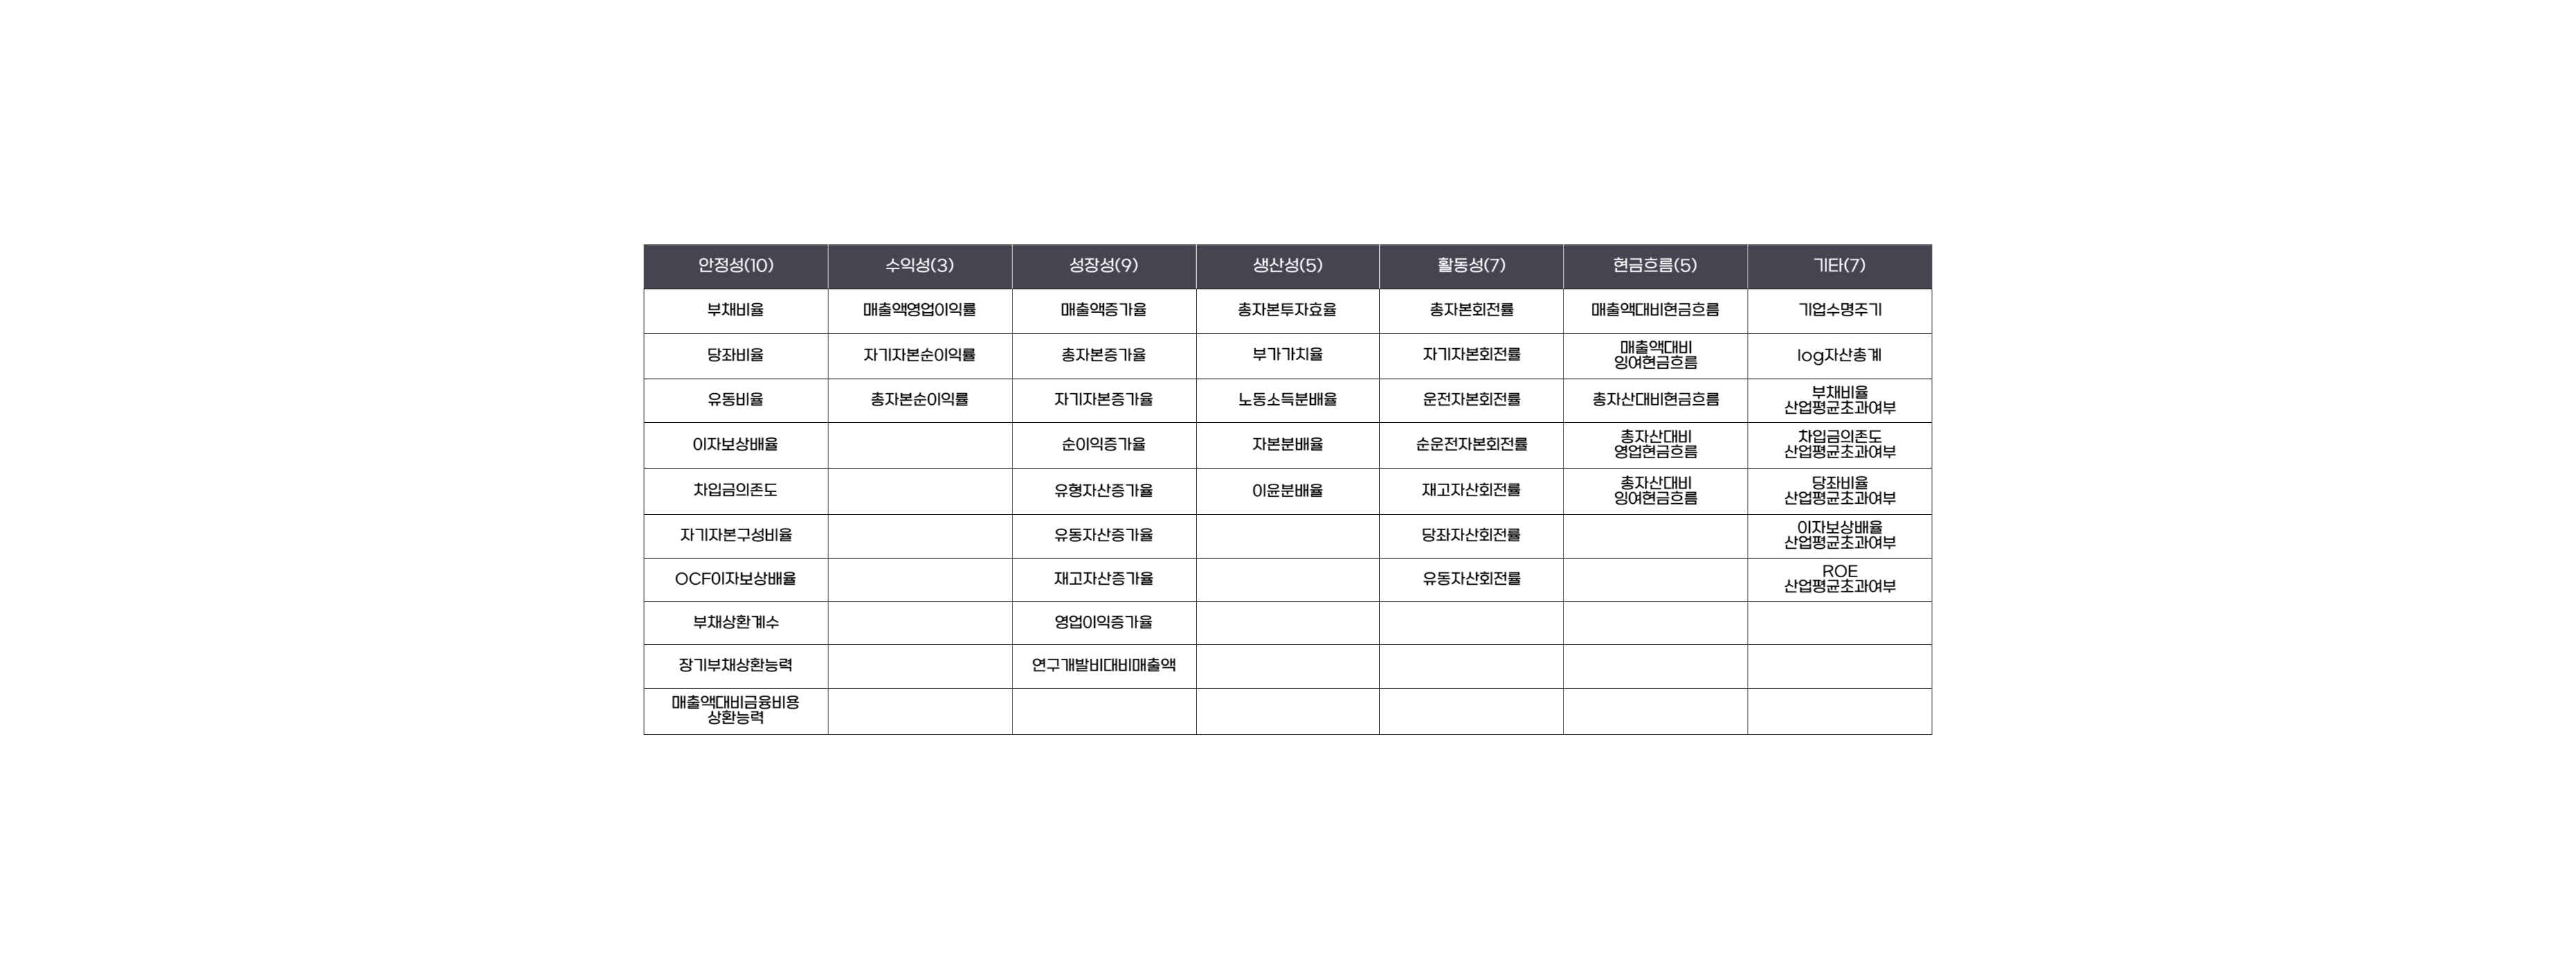 안정성(10) 수익성(3) 성장성(9) 생산성(5) 활동성(7) 현금흐름(5) 기타(7)
부채비율 매출액영업이익률 매출액증가율 총자본투자효율 총자본회전률 매출액대비현금흐름 기업수명주기
당좌비율 자기자본순이익률 총자본증가율 부가가치율 자기자본회전률 매출액대비
잉여현금흐름 log자산총계
유동비율 총자본순이익률 자기자본증가율 노동소득분배율 운전자본회전률 총자산대비현금흐름 부채비율
산업평균초과여부
이자보상배율 순이익증가율 자본분배율 순운전자본회전률 총자산대비
영업현금흐름 차입금의존도
산업평균초과여부
차입금의존도 유형자산증가율 이윤분배율 재고자산회전률 총자산대비
잉여현금흐름 당좌비율
산업평균초과여부
자기자본구성비율 유동자산증가율 당좌자산회전률 이자보상배율
산업평균초과여부
OCF이자보상배율 재고자산증가율 유동자산회전률 ROE
산업평균초과여부
부채상환계수 영업이익증가율
장기부채상환능력 연구개발비대비매출액
매출액대비금융비용
상환능력